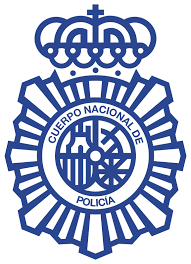 CUERPO NACIONAL DE
POLICÍA